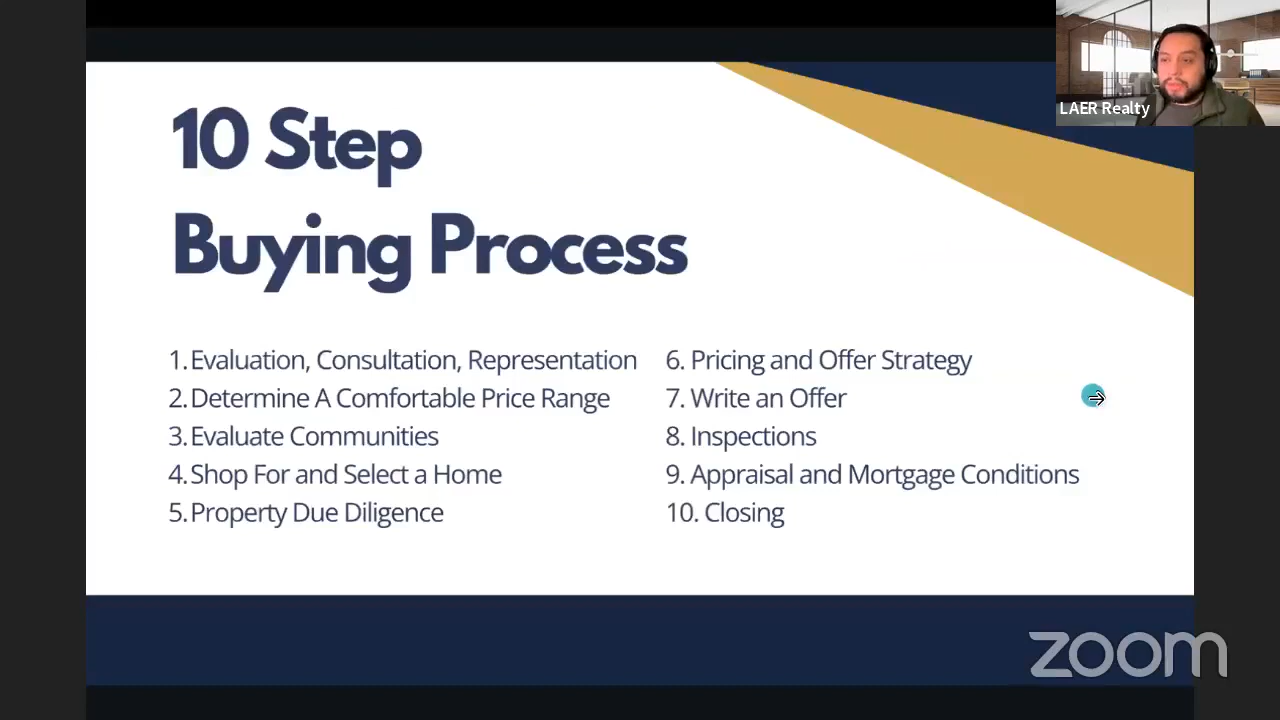 10 Step
Buying Process
1. Evaluation, Consultation, Representation
2. Determine A Comfortable Price Range
3. Evaluate Communities
4. Shop For and Select a Home
5. Property Due Diligence
6. Pricing and Offer Strategy
7. Write an Offer
8. Inspections
9. Appraisal and Mortgage Conditions
10. Closing
LAER Realty
zoom